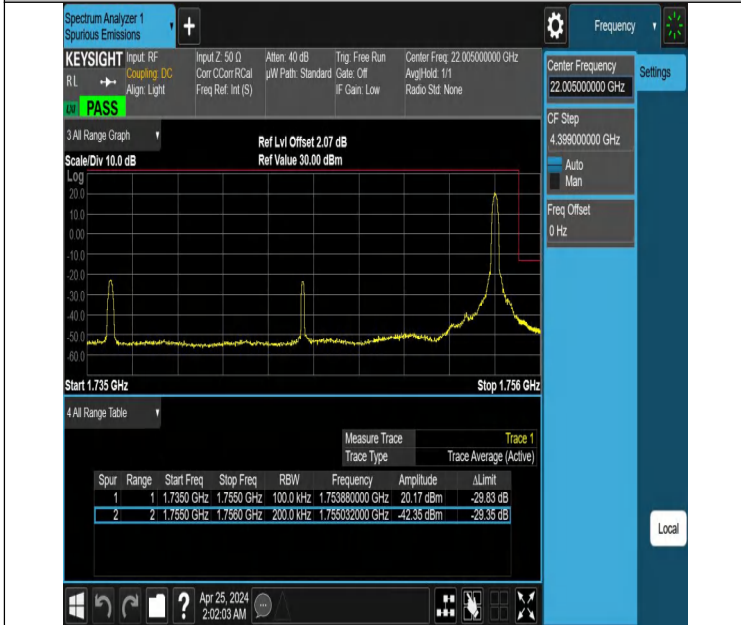 Spectrum Analyzer 1
Spurious Emissions
+
Frequency
KEYSIGHT
RL
PASS
Input: RF
Coupling: DC
Align: Light
Input Z: 50 Ω
Corr CCorr RCal
Freq Ref: Int (S)
Atten: 40 dB
µW Path: Standard
Trig: Free Run
Gate: Off
IF Gain: Low
Center Freq: 22.005000000 GHz
Avg|Hold: 1/1
Radio Std: None
Center Frequency
22.005000000 GHz
Settings
CF Step
4.399000000 GHz
Auto
Man
Freq Offset
0 Hz
3 All Range Graph
Scale/Div 10.0 dB
Ref Lvl Offset 2.07 dB
Ref Value 30.00 dBm
Log
20.0
10.0
0.00
-10.0
-20.0
-30.0
-40.0
-50.0
-60.0
Start 1.735 GHz
Stop 1.756 GHz
4 All Range Table
Measure Trace Trace 1
Trace Type Trace Average (Active)
Spur Range Start Freq Stop Freq RBW Frequency Amplitude ΔLimit
1 1 1.7350 GHz 1.7550 GHz 100.0 kHz 1.753880000 GHz 20.17 dBm -29.83 dB
2 2 1.7550 GHz 1.7560 GHz 200.0 kHz 1.755032000 GHz -42.35 dBm -29.35 dB
Local
?
Apr 25, 2024
2:02:03 AM